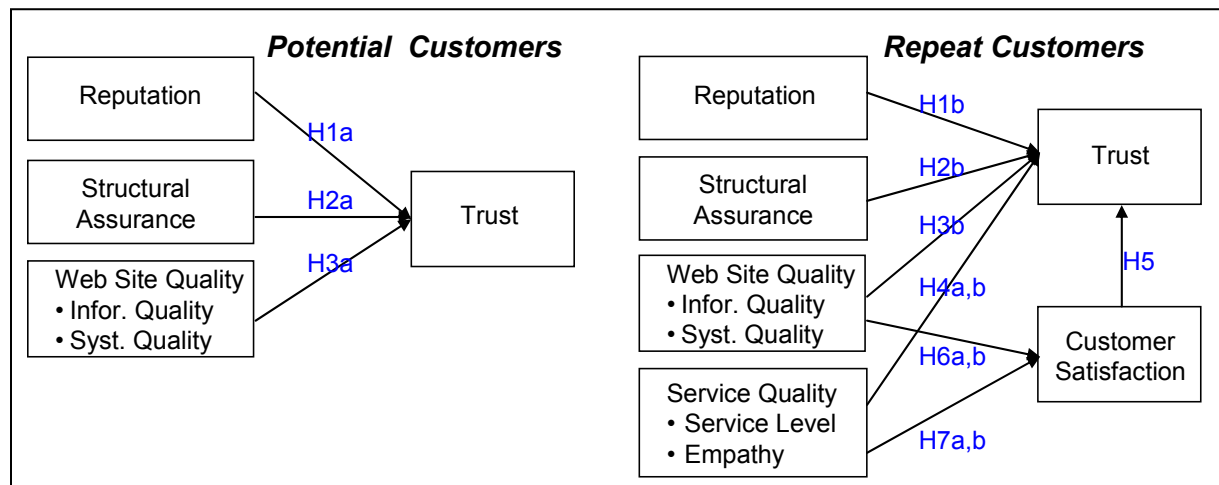 Potential Customers
Reputation
H1a
Structural
Assurance
H2a
Trust
Web Site Quality
• Infor. Quality
• Syst. Quality
H3a
Repeat Customers
Reputation
H1b
Trust
Structural
Assurance
H2b
Web Site Quality
• Infor. Quality
• Syst. Quality
H3b
H4a,b
H5
H6a,b
Customer
Satisfaction
Service Quality
• Service Level
• Empathy
H7a,b